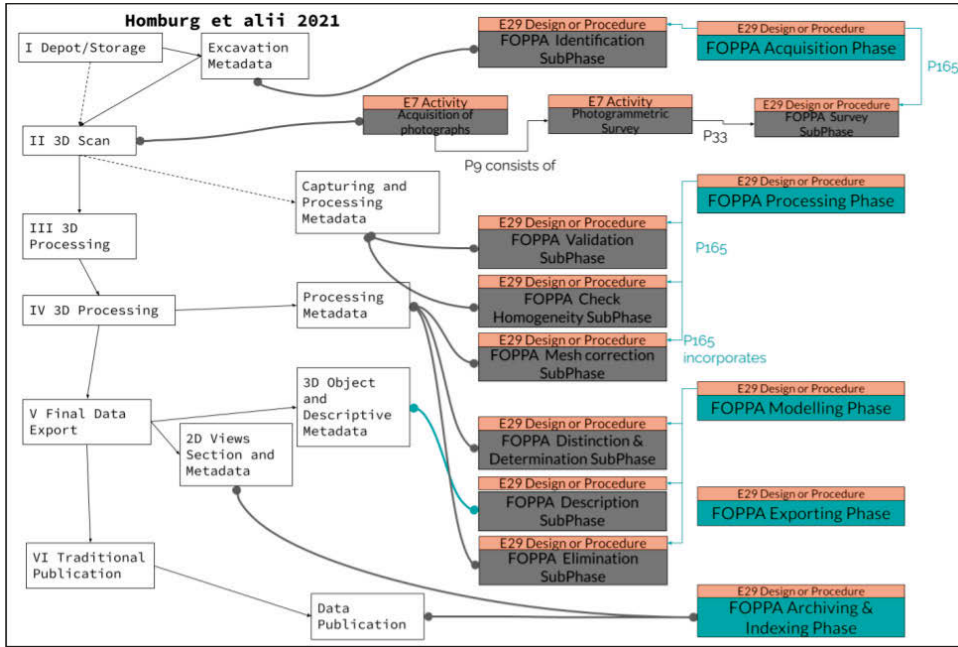 Homburg et alii 2021
I Depot/Storage
Excavation
Metadata
E29 Design or Procedure
FOPPA Identification
SubPhase
E29 Design or Procedure
FOPPA Acquisition Phase
P165
E7 Activity
Acquisition of
photographs
E7 Activity
Photogrammetric
Survey
E29 Design or Procedure
FOPPA Survey
SubPhase
II 3D Scan
P33
P9 consists of
Capturing and
Processing
Metadata
E29 Design or Procedure
FOPPA Processing Phase
III 3D
Processing
E29 Design or Procedure
FOPPA Validation
SubPhase
P165
E29 Design or Procedure
FOPPA Check
Homogeneity SubPhase
IV 3D Processing
Processing
Metadata
E29 Design or Procedure
FOPPA Mesh correction
SubPhase
P165
incorporates
3D Object
and
Descriptive
Metadata
E29 Design or Procedure
FOPPA Modelling Phase
V Final Data
Export
2D Views
Section and
Metadata
E29 Design or Procedure
FOPPA Distinction &
Determination SubPhase
E29 Design or Procedure
FOPPA Description
SubPhase
E29 Design or Procedure
FOPPA Exporting Phase
VI Traditional
Publication
E29 Design or Procedure
FOPPA Elimination
SubPhase
Data
Publication
E29 Design or Procedure
FOPPA Archiving &
Indexing Phase